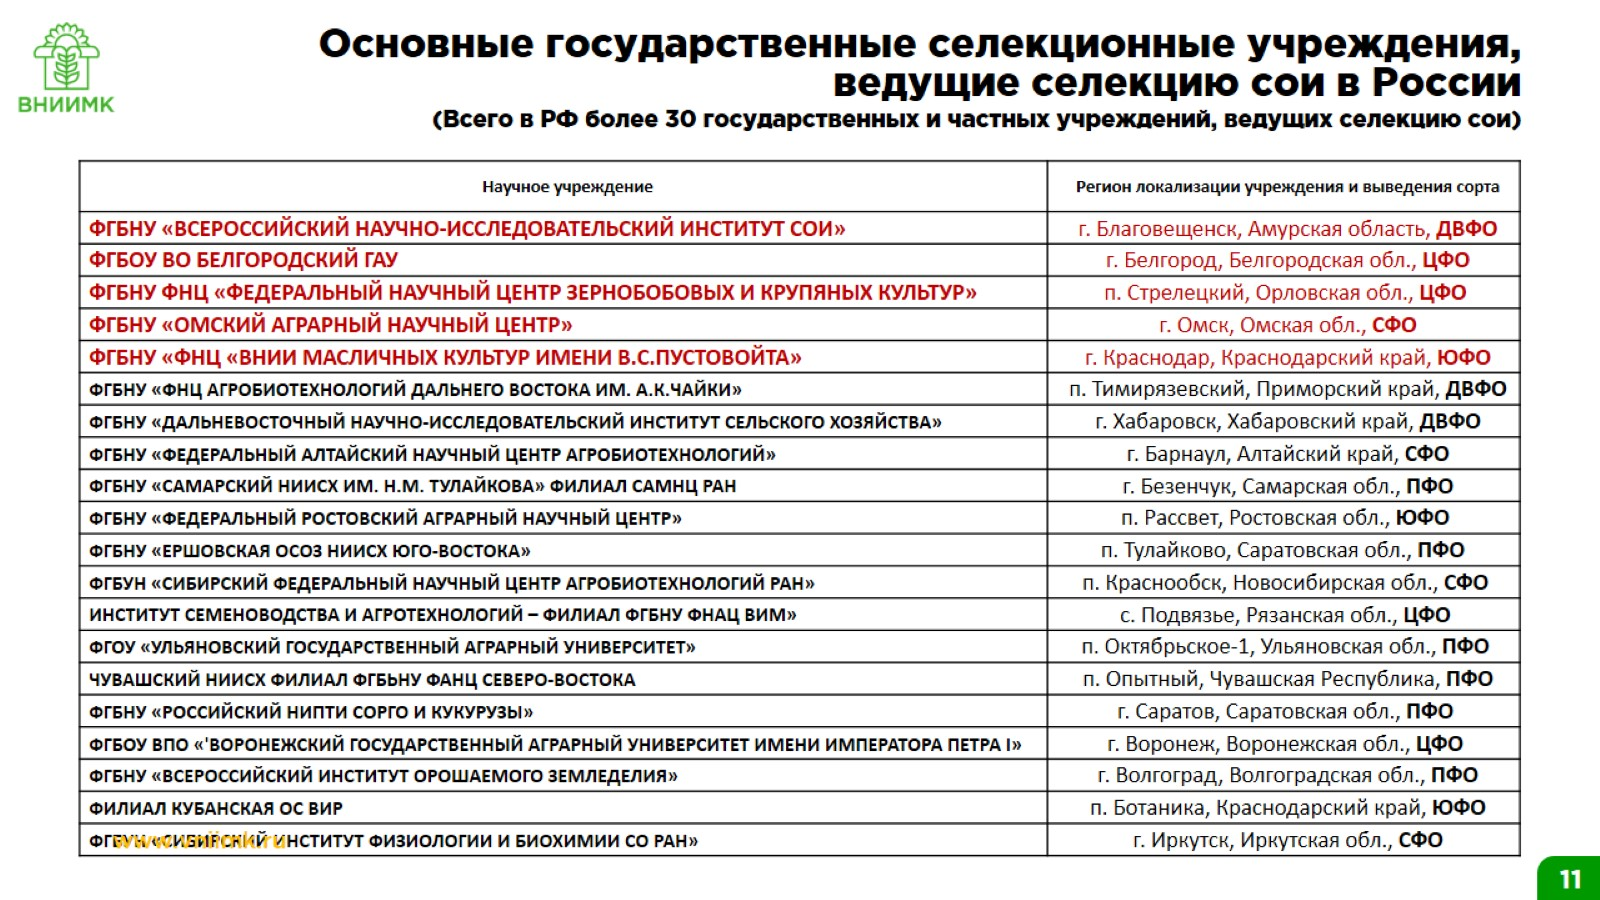 ВНИИМК
Основные государственные селекционные учреждения,
ведущие селекцию сои в России
(Всего в РФ более 30 государственных и частных учреждений, ведущих селекцию сои)
Научное учреждение Регион локализации учреждения и выведения сорта
ФГБНУ «ВСЕРОССИЙСКИЙ НАУЧНО-ИССЛЕДОВАТЕЛЬСКИЙ ИНСТИТУТ СОИ» г. Благовещенск, Амурская область, ДВФО
ФГБОУ ВО БЕЛГОРОДСКИЙ ГАУ г. Белгород, Белгородская обл., ЦФО
ФГБНУ ФНЦ «ФЕДЕРАЛЬНЫЙ НАУЧНЫЙ ЦЕНТР ЗЕРНОБОБОВЫХ И КРУПЯНЫХ КУЛЬТУР» п. Стрелецкий, Орловская обл., ЦФО
ФГБНУ «ОМСКИЙ АГРАРНЫЙ НАУЧНЫЙ ЦЕНТР» г. Омск, Омская обл., СФО
ФГБНУ «ФНЦ «ВНИИ МАСЛИЧНЫХ КУЛЬТУР ИМЕНИ В.С.ПУСТОВОЙТА» г. Краснодар, Краснодарский край, ЮФО
ФГБНУ «ФНЦ АГРОБИОТЕХНОЛОГИЙ ДАЛЬНЕГО ВОСТОКА ИМ. А.К.ЧАЙКИ» п. Тимирязевский, Приморский край, ДВФО
ФГБНУ «ДАЛЬНЕВОСТОЧНЫЙ НАУЧНО-ИССЛЕДОВАТЕЛЬСКИЙ ИНСТИТУТ СЕЛЬСКОГО ХОЗЯЙСТВА» г. Хабаровск, Хабаровский край, ДВФО
ФГБНУ «ФЕДЕРАЛЬНЫЙ АЛТАЙСКИЙ НАУЧНЫЙ ЦЕНТР АГРОБИОТЕХНОЛОГИЙ» г. Барнаул, Алтайский край, СФО
ФГБНУ «САМАРСКИЙ НИИСХ ИМ. Н.М. ТУЛАЙКОВА» ФИЛИАЛ САМНЦ РАН г. Безенчук, Самарская обл., ПФО
ФГБНУ «ФЕДЕРАЛЬНЫЙ РОСТОВСКИЙ АГРАРНЫЙ НАУЧНЫЙ ЦЕНТР» п. Рассвет, Ростовская обл., ЮФО
ФГБНУ «ЕРШОВСКАЯ ОСОЗ НИИСХ ЮГО-ВОСТОКА» п. Тулайково, Саратовская обл., ПФО
ФГБУН «СИБИРСКИЙ ФЕДЕРАЛЬНЫЙ НАУЧНЫЙ ЦЕНТР АГРОБИОТЕХНОЛОГИЙ РАН» п. Краснообск, Новосибирская обл., СФО
ИНСТИТУТ СЕМЕНОВОДСТВА И АГРОТЕХНОЛОГИЙ – ФИЛИАЛ ФГБНУ ФНАЦ ВИМ» с. Подвязье, Рязанская обл., ЦФО
ФГОУ «УЛЬЯНОВСКИЙ ГОСУДАРСТВЕННЫЙ АГРАРНЫЙ УНИВЕРСИТЕТ» п. Октябрьское-1, Ульяновская обл., ПФО
ЧУВАШСКИЙ НИИСХ ФИЛИАЛ ФГБЬНУ ФАНЦ СЕВЕРО-ВОСТОКА п. Опытный, Чувашская Республика, ПФО
ФГБНУ «РОССИЙСКИЙ НИПТИ СОРГО И КУКУРУЗЫ» г. Саратов, Саратовская обл., ПФО
ФГБОУ ВПО «'ВОРОНЕЖСКИЙ ГОСУДАРСТВЕННЫЙ АГРАРНЫЙ УНИВЕРСИТЕТ ИМЕНИ ИМПЕРАТОРА ПЕТРА I» г. Воронеж, Воронежская обл., ЦФО
ФГБНУ «ВСЕРОССИЙСКИЙ ИНСТИТУТ ОРОШАЕМОГО ЗЕМЛЕДЕЛИЯ» г. Волгоград, Волгоградская обл., ПФО
ФИЛИАЛ КУБАНСКАЯ ОС ВИР п. Ботаника, Краснодарский край, ЮФО
ФГБУН «СИБИРСКИЙ ИНСТИТУТ ФИЗИОЛОГИИ И БИОХИМИИ СО РАН» г. Иркутск, Иркутская обл., СФО
www.vniimk.ru
11